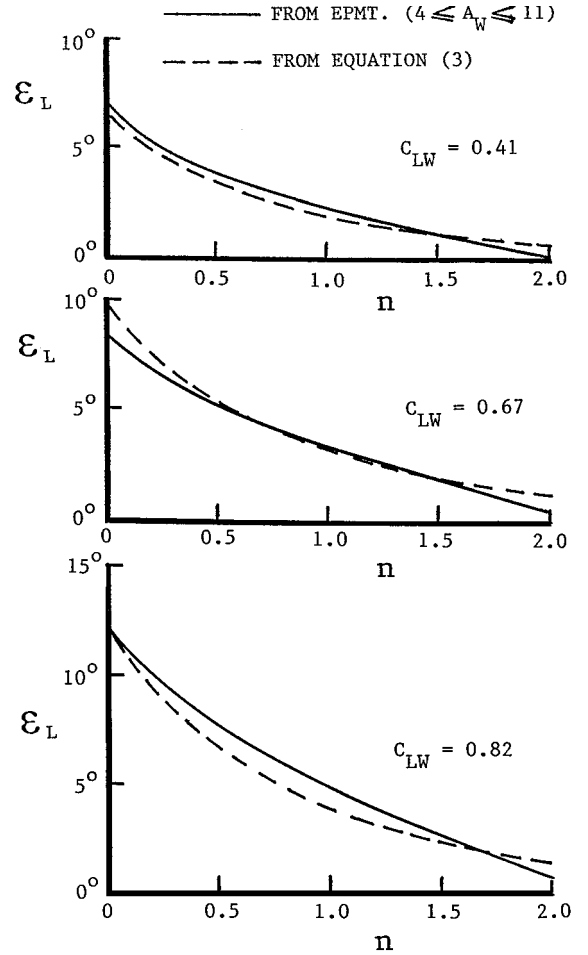 FROM EPMT. (4 ⩽ A_W ⩽ 11)
FROM EQUATION (3)
10°
ε_L
5°
C_LW = 0.41
0°
0 0.5 1.0 1.5 2.0
n
10°
ε_L
5°
C_LW = 0.67
0°
0 0.5 1.0 1.5 2.0
n
15°
10°
ε_L
C_LW = 0.82
5°
0°
0 0.5 1.0 1.5 2.0
n